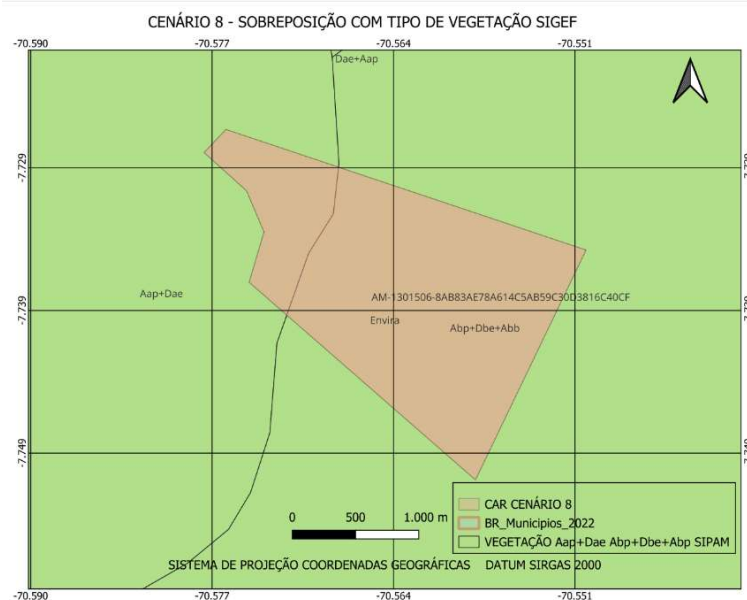 CENÁRIO 8 - SOBREPOSIÇÃO COM TIPO DE VEGETAÇÃO SIGEF
-70.590 -70.577 -70.564 -70.551
Dae+Aap
-7.729
Aap+Dae
AM-1301506-8AB83AE78A614C5AB59C30D3816C40CF
-7.739
Envira
Abp+Dbe+Abb
-7.749
0 500 1.000 m
CAR CENÁRIO 8
BR_Municipios_2022
VEGETAÇÃO Aap+Dae Abp+Dbe+Abp SIPAM
SISTEMA DE PROJEÇÃO COORDENADAS GEOGRÁFICAS DATUM SIRGAS 2000
-70.590 -70.577 -70.564 -70.551